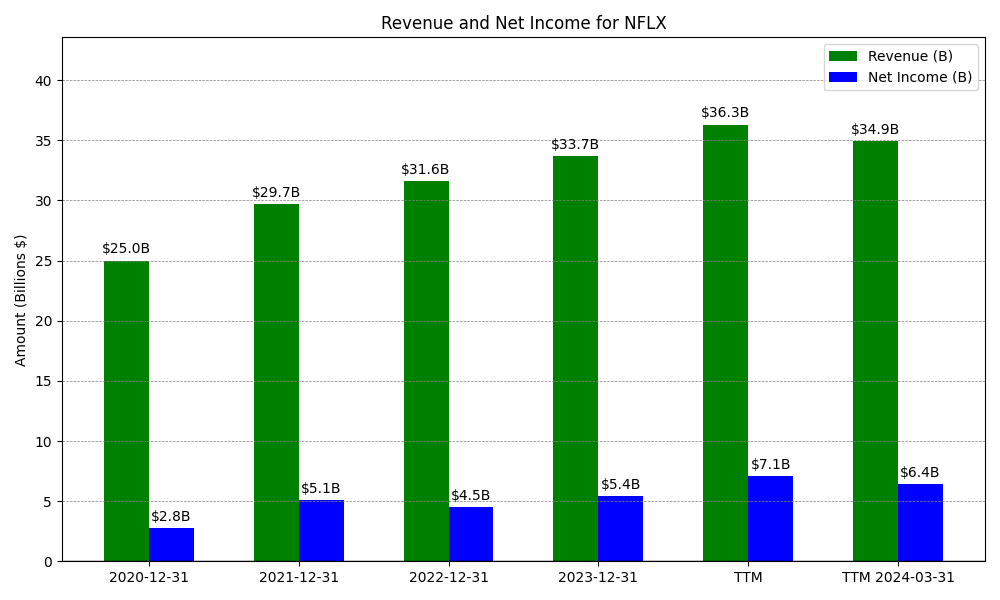 Revenue and Net Income for NFLX
Revenue (B)
Net Income (B)
Amount (Billions $)
40
35
30
25
20
15
10
5
0
$25.0B
$2.8B
$29.7B
$5.1B
$31.6B
$4.5B
$33.7B
$5.4B
$36.3B
$7.1B
$34.9B
$6.4B
2020-12-31
2021-12-31
2022-12-31
2023-12-31
TTM
TTM 2024-03-31